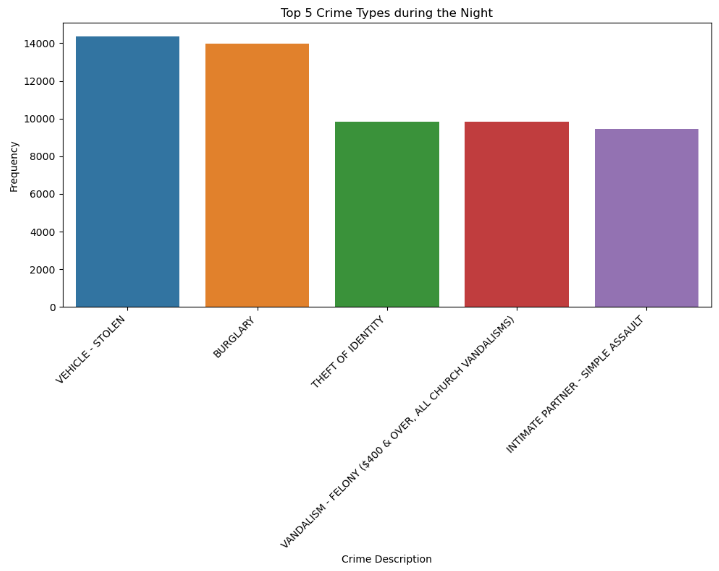 Top 5 Crime Types during the Night
Frequency
14000
12000
10000
8000
6000
4000
2000
0
VEHICLE - STOLEN
BURGLARY
THEFT OF IDENTITY
VANDALISM - FELONY ($400 & OVER, ALL CHURCH VANDALISMS)
INTIMATE PARTNER - SIMPLE ASSAULT
Crime Description